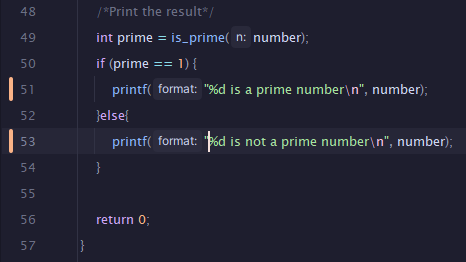 48 /*Print the result*/
49 int prime = is_prime( n: number);
50 if (prime == 1) {
51 printf( format: "%d is a prime number\n", number);
52 }else{
53 printf( format: "%d is not a prime number\n", number);
54 }
55
56 return 0;
57 }